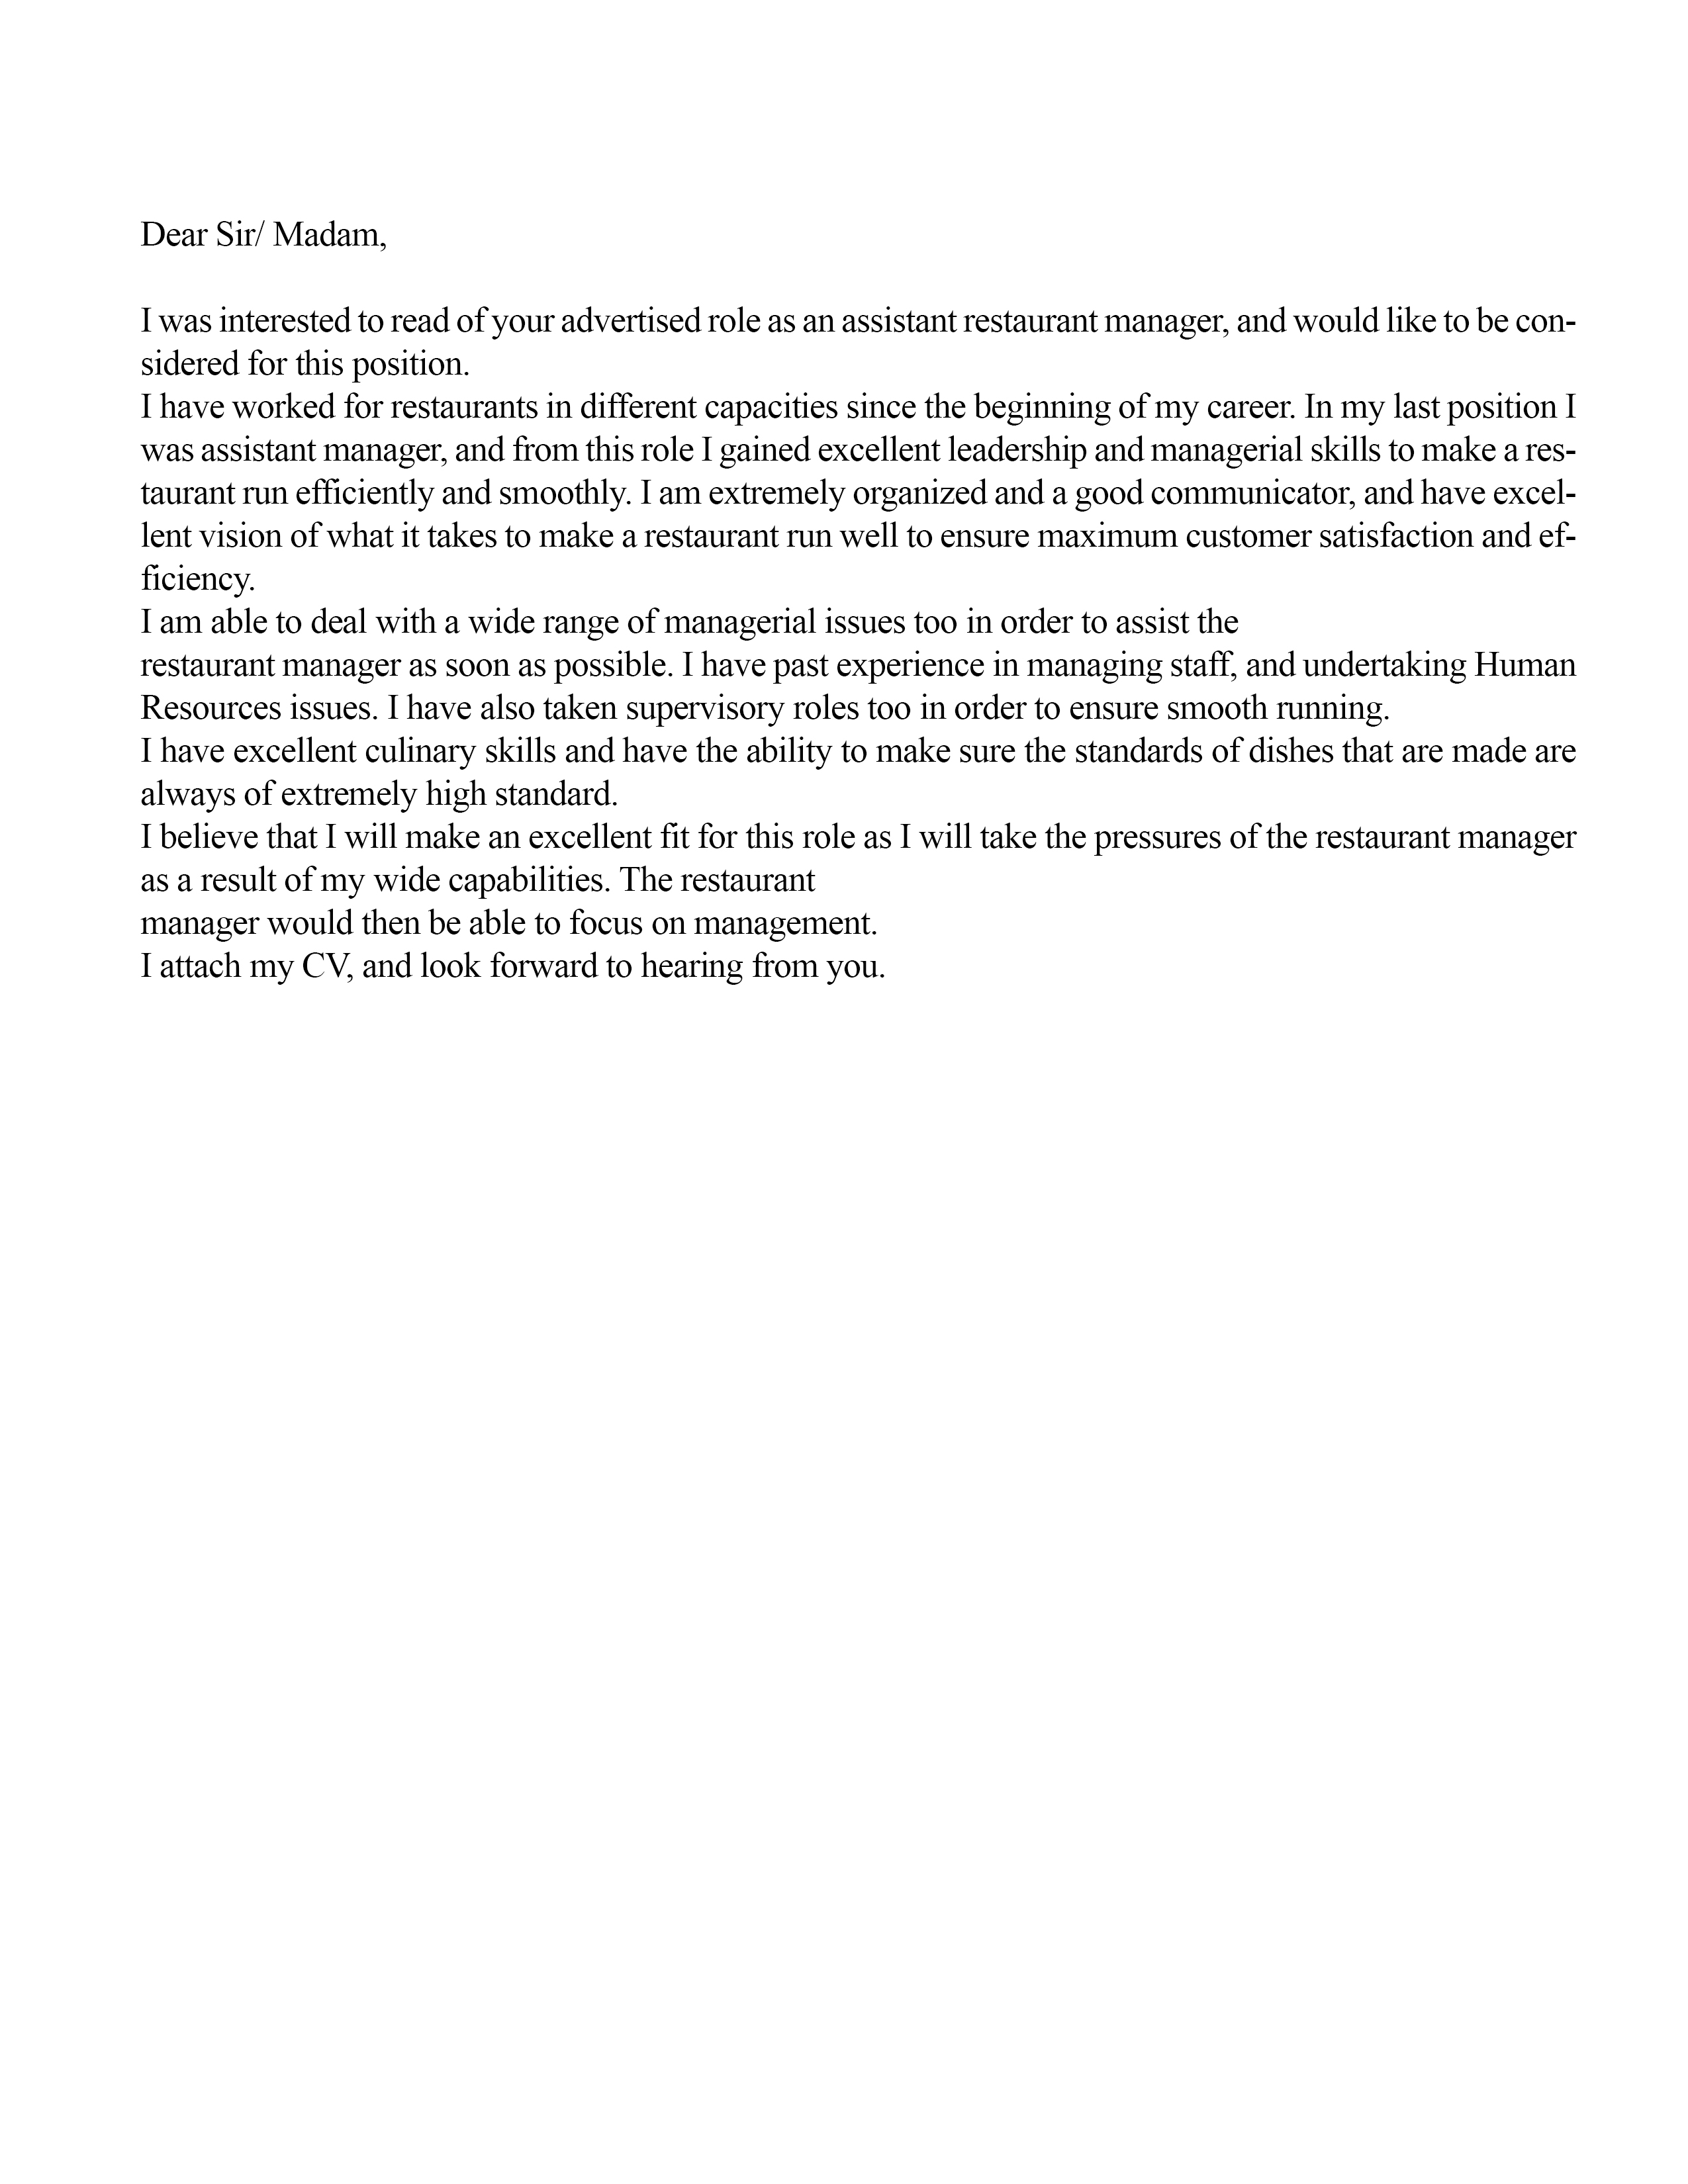 Dear Sir/ Madam,
I was interested to read of your advertised role as an assistant restaurant manager, and would like to be con-
sidered for this position.
I have worked for restaurants in different capacities since the beginning of my career. In my last position I
was assistant manager, and from this role I gained excellent leadership and managerial skills to make a res-
taurant run efficiently and smoothly. I am extremely organized and a good communicator, and have excel-
lent vision of what it takes to make a restaurant run well to ensure maximum customer satisfaction and ef-
ficiency.
I am able to deal with a wide range of managerial issues too in order to assist the
restaurant manager as soon as possible. I have past experience in managing staff, and undertaking Human
Resources issues. I have also taken supervisory roles too in order to ensure smooth running.
I have excellent culinary skills and have the ability to make sure the standards of dishes that are made are
always of extremely high standard.
I believe that I will make an excellent fit for this role as I will take the pressures of the restaurant manager
as a result of my wide capabilities. The restaurant
manager would then be able to focus on management.
I attach my CV, and look forward to hearing from you.